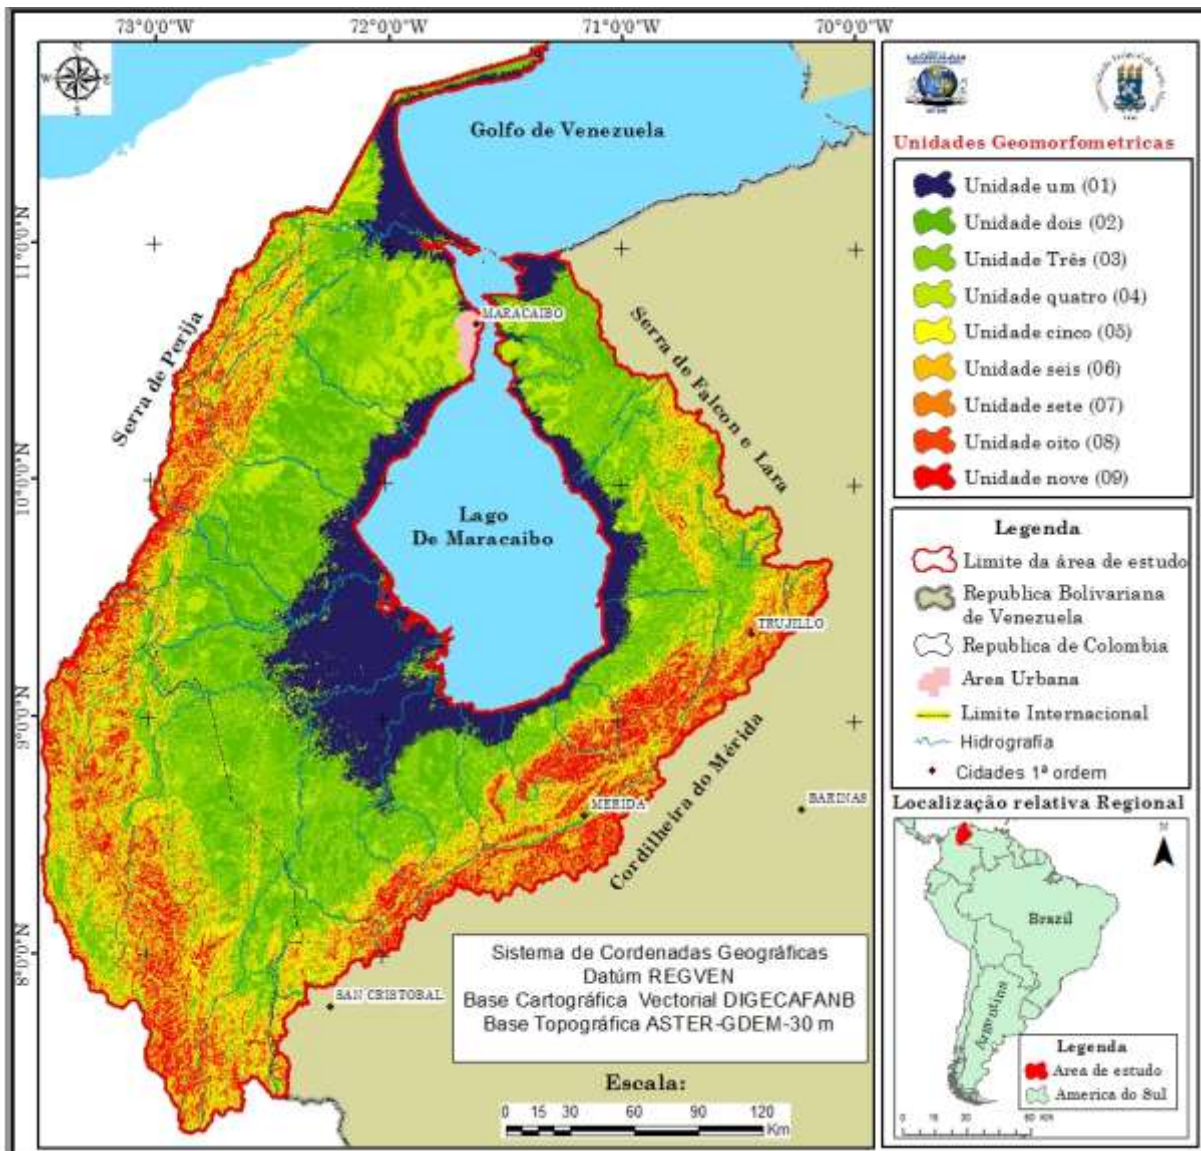 73°0'0"W
72°0'0"W
71°0'0"W
70°0'0"W
11°0'0"N
10°0'0"N
9°0'0"N
8°0'0"N
W
E
Golfo de Venezuela
MARACAIBO
Serra de Perija
Serra de Falcon e Lara
Lago
De Maracaibo
TRUJILLO
MERIDA
BARINAS
Cordilheira do Mérida
SAN CRISTOBAL
Sistema de Cordenadas Geográficas
Datúm REGVEN
Base Cartográfica Vectorial DIGECAFANB
Base Topográfica ASTER-GDEM-30 m
Escala:
0 15 30 60 90 120
Km
Unidades Geomorfometricas
Unidade um (01)
Unidade dois (02)
Unidade Três (03)
Unidade quatro (04)
Unidade cinco (05)
Unidade seis (06)
Unidade sete (07)
Unidade oito (08)
Unidade nove (09)
Legenda
Limite da área de estudo
Republica Bolivariana
de Venezuela
Republica de Colombia
Area Urbana
Limite Internacional
Hidrografia
Cidades 1ª ordem
Localização relativa Regional
N
Brazil
Argentina
Legenda
Area de estudo
America do Sul